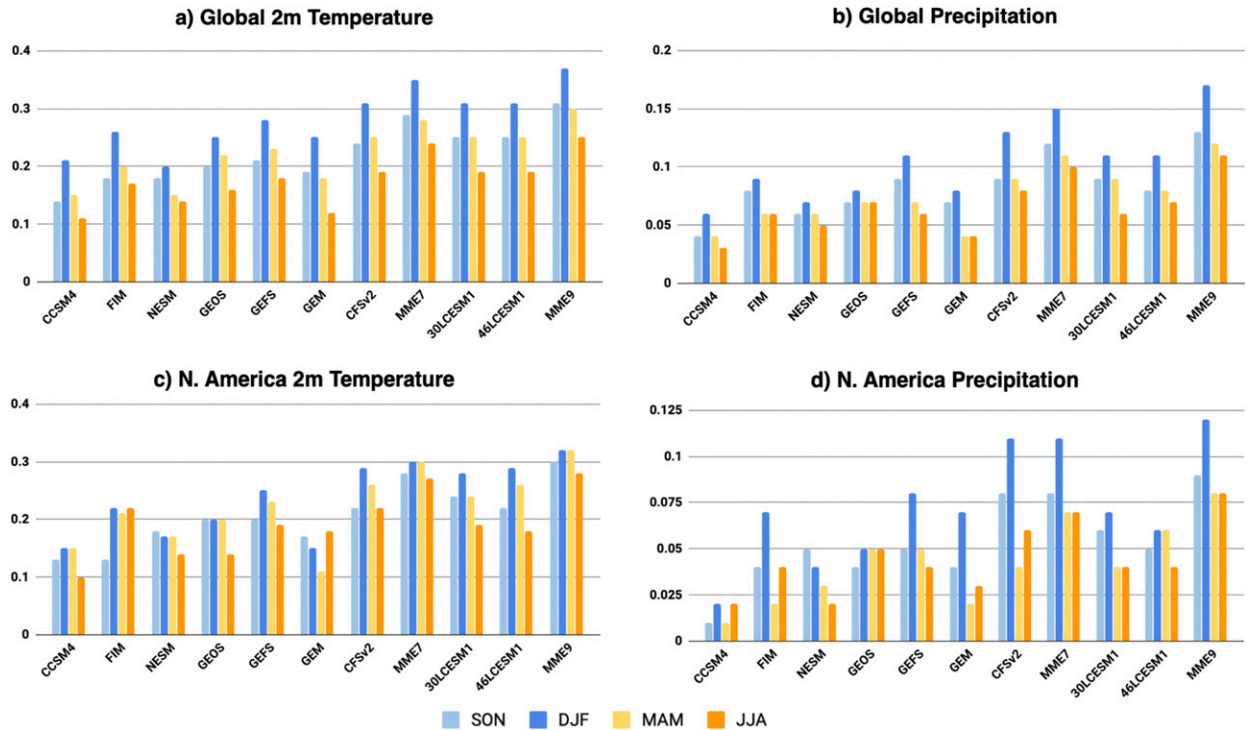 a) Global 2m Temperature
0.4
0.3
0.2
0.1
0
CCSM4 FIM NESM GEOS GEFS GEM CFSv2 MME7 30LCESM1 46LCESM1 MME9
b) Global Precipitation
0.2
0.15
0.1
0.05
0
CCSM4 FIM NESM GEOS GEFS GEM CFSv2 MME7 30LCESM1 46LCESM1 MME9
c) N. America 2m Temperature
0.4
0.3
0.2
0.1
0
CCSM4 FIM NESM GEOS GEFS GEM CFSv2 MME7 30LCESM1 46LCESM1 MME9
d) N. America Precipitation
0.125
0.1
0.075
0.05
0.025
0
CCSM4 FIM NESM GEOS GEFS GEM CFSv2 MME7 30LCESM1 46LCESM1 MME9
SON DJF MAM JJA